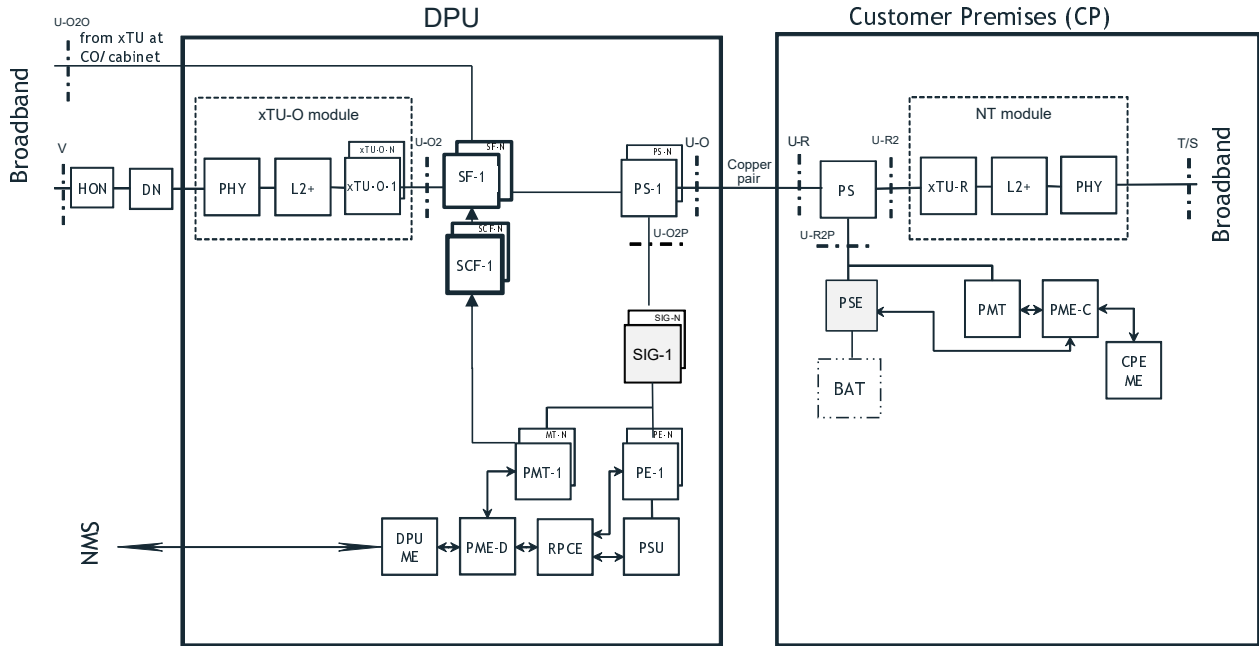 DPU
Customer Premises (CP)
U-O2O
from xTU at
CO/cabinet
Broadband
V
HON
DN
xTU-O module
PHY
L2+
xTU-O-N
xTU-O-1
U-O2
SF-N
SF-1
SCF-N
SCF-1
PS-N
PS-1
U-O
U-O2P
Copper
pair
U-R
PS
U-R2
U-R2P
NT module
xTU-R
L2+
PHY
T/S
Broadband
SIG-N
SIG-1
PSE
BAT
PMT
PME-C
CPE
ME
MT-N
PMT-1
PE-N
PE-1
NMS
DPU
ME
PME-D
RPCE
PSU